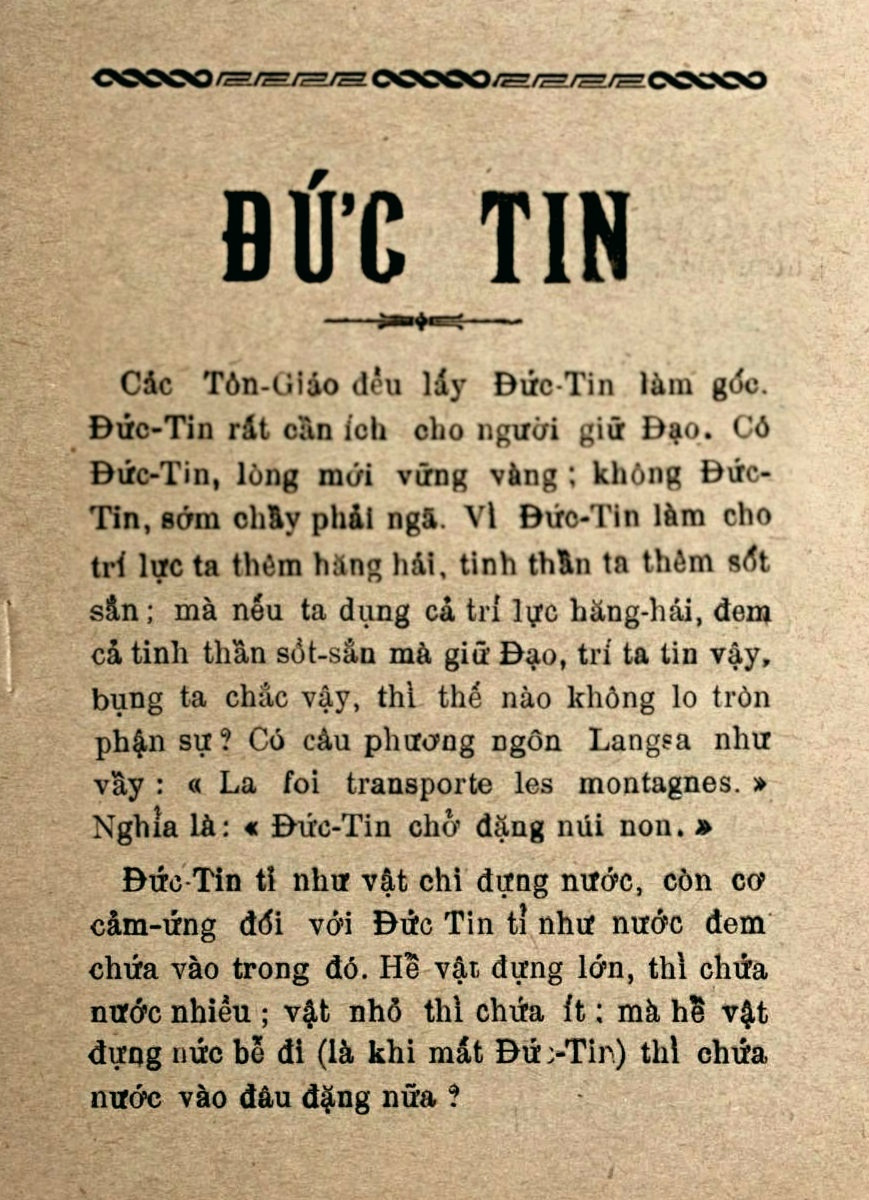 ĐỨC TIN
Các Tôn-Giáo đều lấy Đức-Tin làm gốc.
Đức-Tin rất cần ích cho người giữ Đạo. Có
Đức-Tin, lòng mới vững vàng; không Đức-
Tin, sớm chầy phải ngã. Vì Đức-Tin làm cho
trí lực ta thêm hăng hái, tinh thần ta thêm sốt
sắn; mà nếu ta dụng cả trí lực hăng-hái, đem
cả tinh thần sốt-sắn mà giữ Đạo, trí ta tin vậy,
bụng ta chắc vậy, thì thế nào không lo tròn
phận sự? Có câu phương ngôn Langsa như
vầy: « La foi transporte les montagnes. »
Nghỉa là: « Đức-Tin chở đặng núi non. »
Đức-Tin tỉ như vật chi đựng nước, còn cơ
cảm-ứng đối với Đức Tin tỉ như nước đem
chứa vào trong đó. Hề vật đựng lớn, thì chứa
nước nhiều; vật nhỏ thì chứa ít: mà hề vật
đựng nức bể đi (là khi mất Đức-Tin) thì chứa
nước vào đâu đặng nữa?